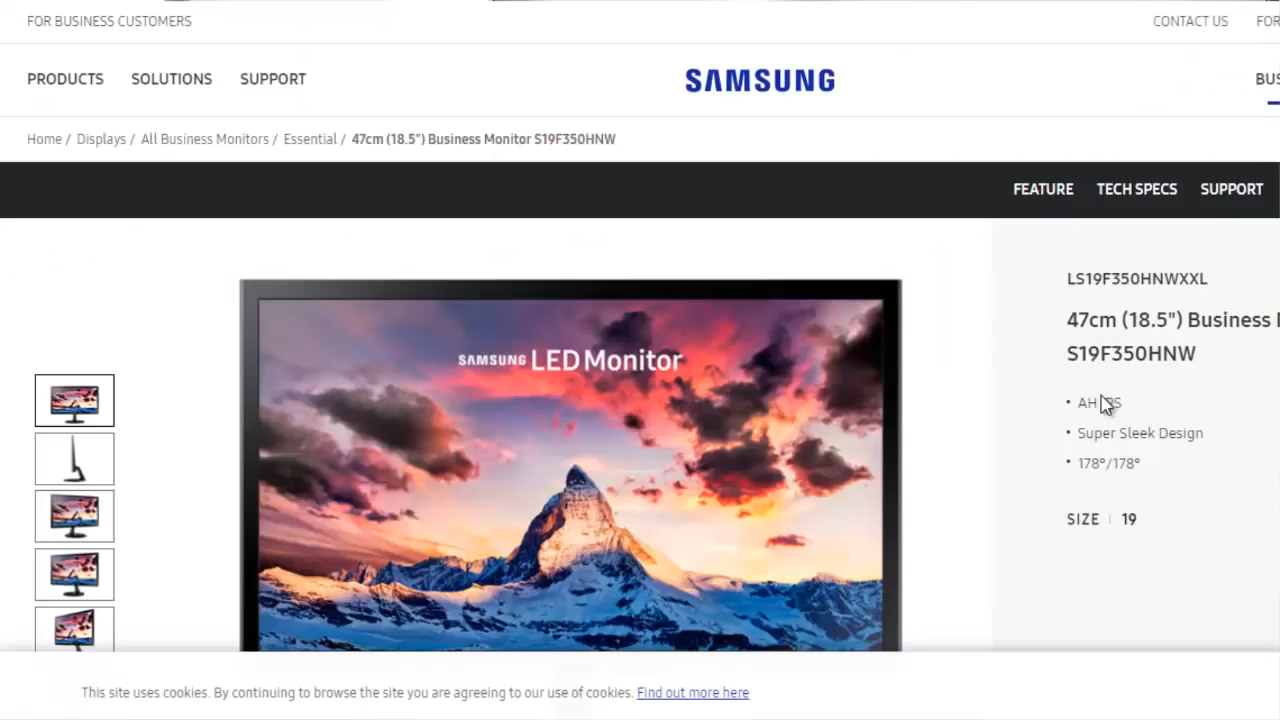 FOR BUSINESS CUSTOMERS
CONTACT US
FOR
PRODUCTS SOLUTIONS SUPPORT
SAMSUNG
BUS
Home / Displays / All Business Monitors / Essential / 47cm (18.5") Business Monitor S19F350HNW
FEATURE TECH SPECS SUPPORT
SAMSUNG LED Monitor
LS19F350HNWXXL
47cm (18.5") Business
S19F350HNW
• Super Sleek Design
• 178°/178°
SIZE | 19
This site uses cookies. By continuing to browse the site you are agreeing to our use of cookies. Find out more here